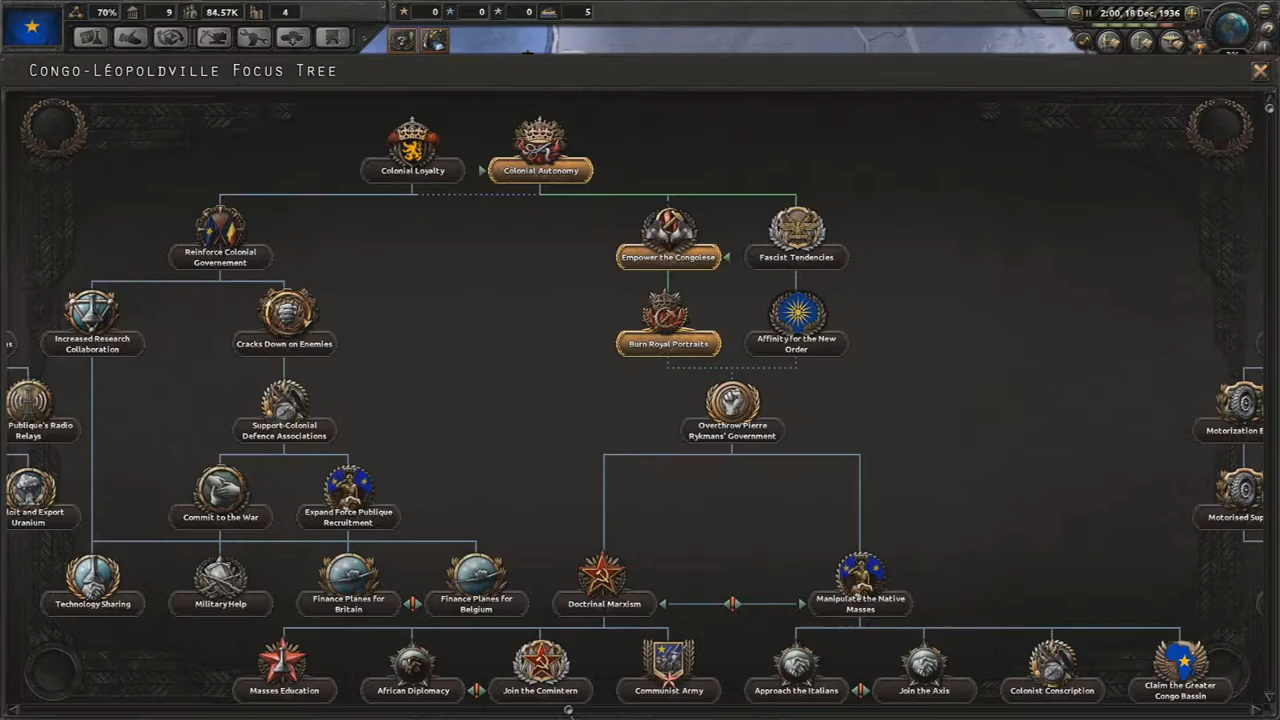 70%
9
84.57K
4
0
0
0
5
2:00, 18 Dec, 1936
Congo-Léopoldville Focus Tree
Colonial Loyalty
Colonial Autonomy
Reinforce Colonial
Governement
Empower the Congolese
Fascist Tendencies
Increased Research
Collaboration
Cracks Down on Enemies
Burn Royal Portraits
Affinity for the New
Order
Publique's Radio
Relays
Support-Colonial
Defence Associations
Overthrow Pierre
Rykmans' Government
Motorization E
loit and Export
Uranium
Commit to the War
Expand Force Publique
Recruitment
Motorised Sup
Technology Sharing
Military Help
Finance Planes for
Britain
Finance Planes for
Belgium
Doctrinal Marxism
Manipulate the Native
Masses
Masses Education
African Diplomacy
Join the Comintern
Communist Army
Approach the Italians
Join the Axis
Colonist Conscription
Claim the Greater
Congo Bassin